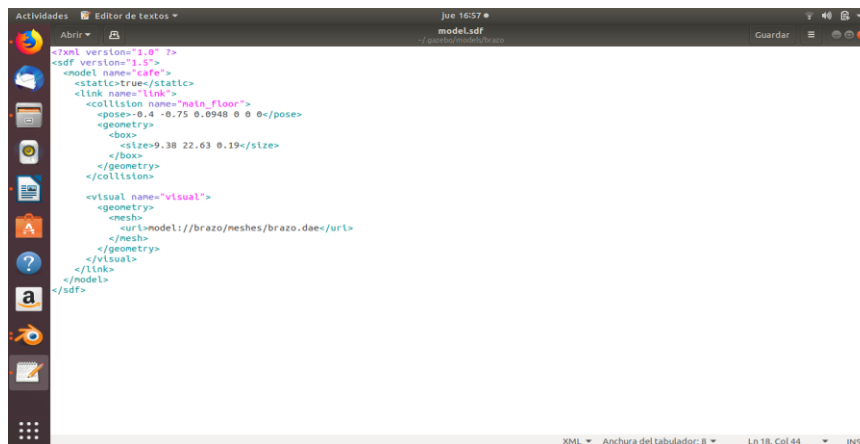 Actividades Editor de textos jue 16:57
Abrir model.sdf Guardar
~/.gazebo/models/brazo
<?xml version="1.0" ?>
<sdf version="1.5">
<model name="cafe">
<static>true</static>
<link name="link">
<collision name="main_floor">
<pose>-0.4 -0.75 0.0948 0 0 0</pose>
<geometry>
<box>
<size>9.38 22.63 0.19</size>
</box>
</geometry>
</collision>
<visual name="visual">
<geometry>
<mesh>
<uri>model://brazo/meshes/brazo.dae</uri>
</mesh>
</geometry>
</visual>
</link>
</model>
</sdf>
XML Anchura del tabulador: 8 Ln 18, Col 44 INS